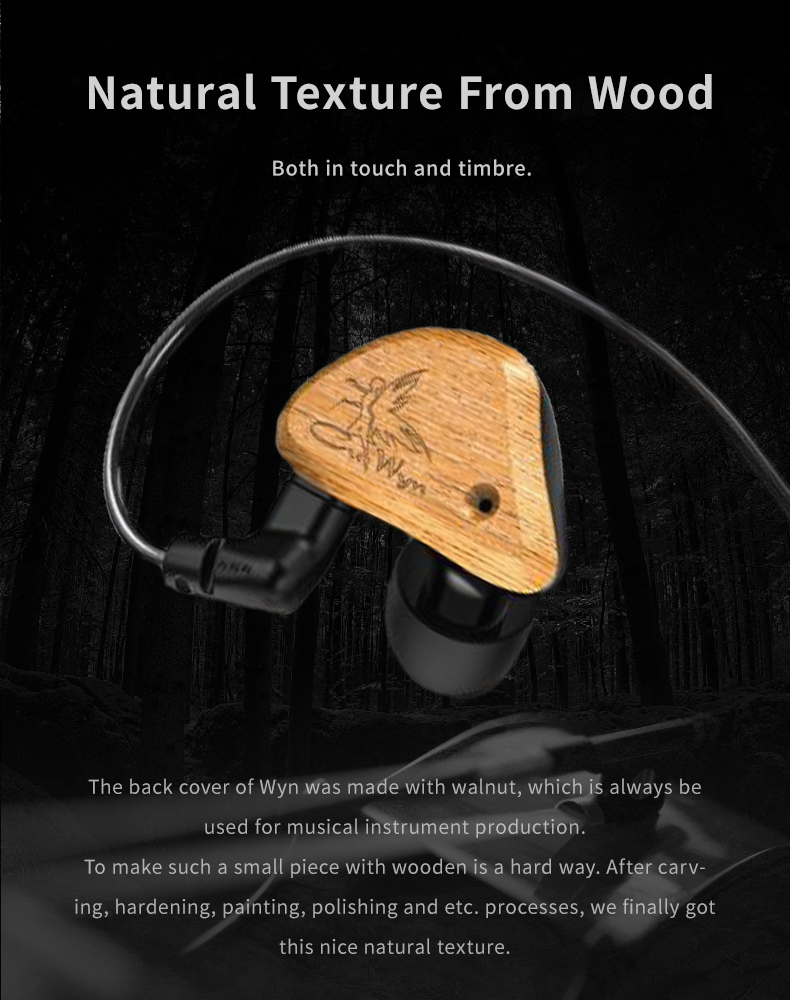 Natural Texture From Wood
Both in touch and timbre.
Wyn
The back cover of Wyn was made with walnut, which is always be
used for musical instrument production.
To make such a small piece with wooden is a hard way. After carv-
ing, hardening, painting, polishing and etc. processes, we finally got
this nice natural texture.